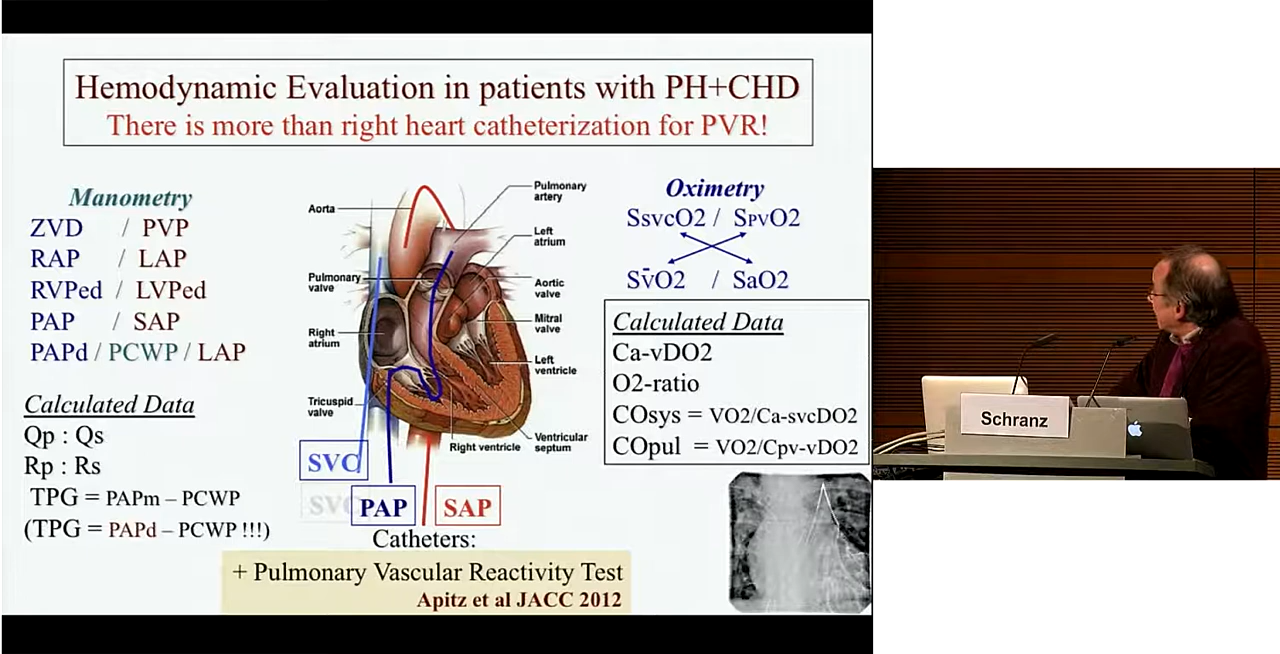 Hemodynamic Evaluation in patients with PH+CHD
There is more than right heart catheterization for PVR!
Manometry
ZVD / PVP
RAP / LAP
RVPed / LVPed
PAP / SAP
PAPd / PCWP / LAP
Calculated Data
Qp : Qs
Rp : Rs
TPG = PAPm – PCWP
(TPG = PAPd – PCWP !!!)
Aorta
Pulmonary valve
Right atrium
Tricuspid valve
Pulmonary artery
Left atrium
Aortic valve
Mitral valve
Left ventricle
Ventricular septum
Right ventricle
SVC
SVC
PAP
SAP
Catheters:
+ Pulmonary Vascular Reactivity Test
Apitz et al JACC 2012
Oximetry
SsvcO2 / SPVO2
Sv̄O2 / SaO2
Calculated Data
Ca-vDO2
O2-ratio
COsys = VO2/Ca-svcDO2
COpul = VO2/Cpv-vDO2
Schranz